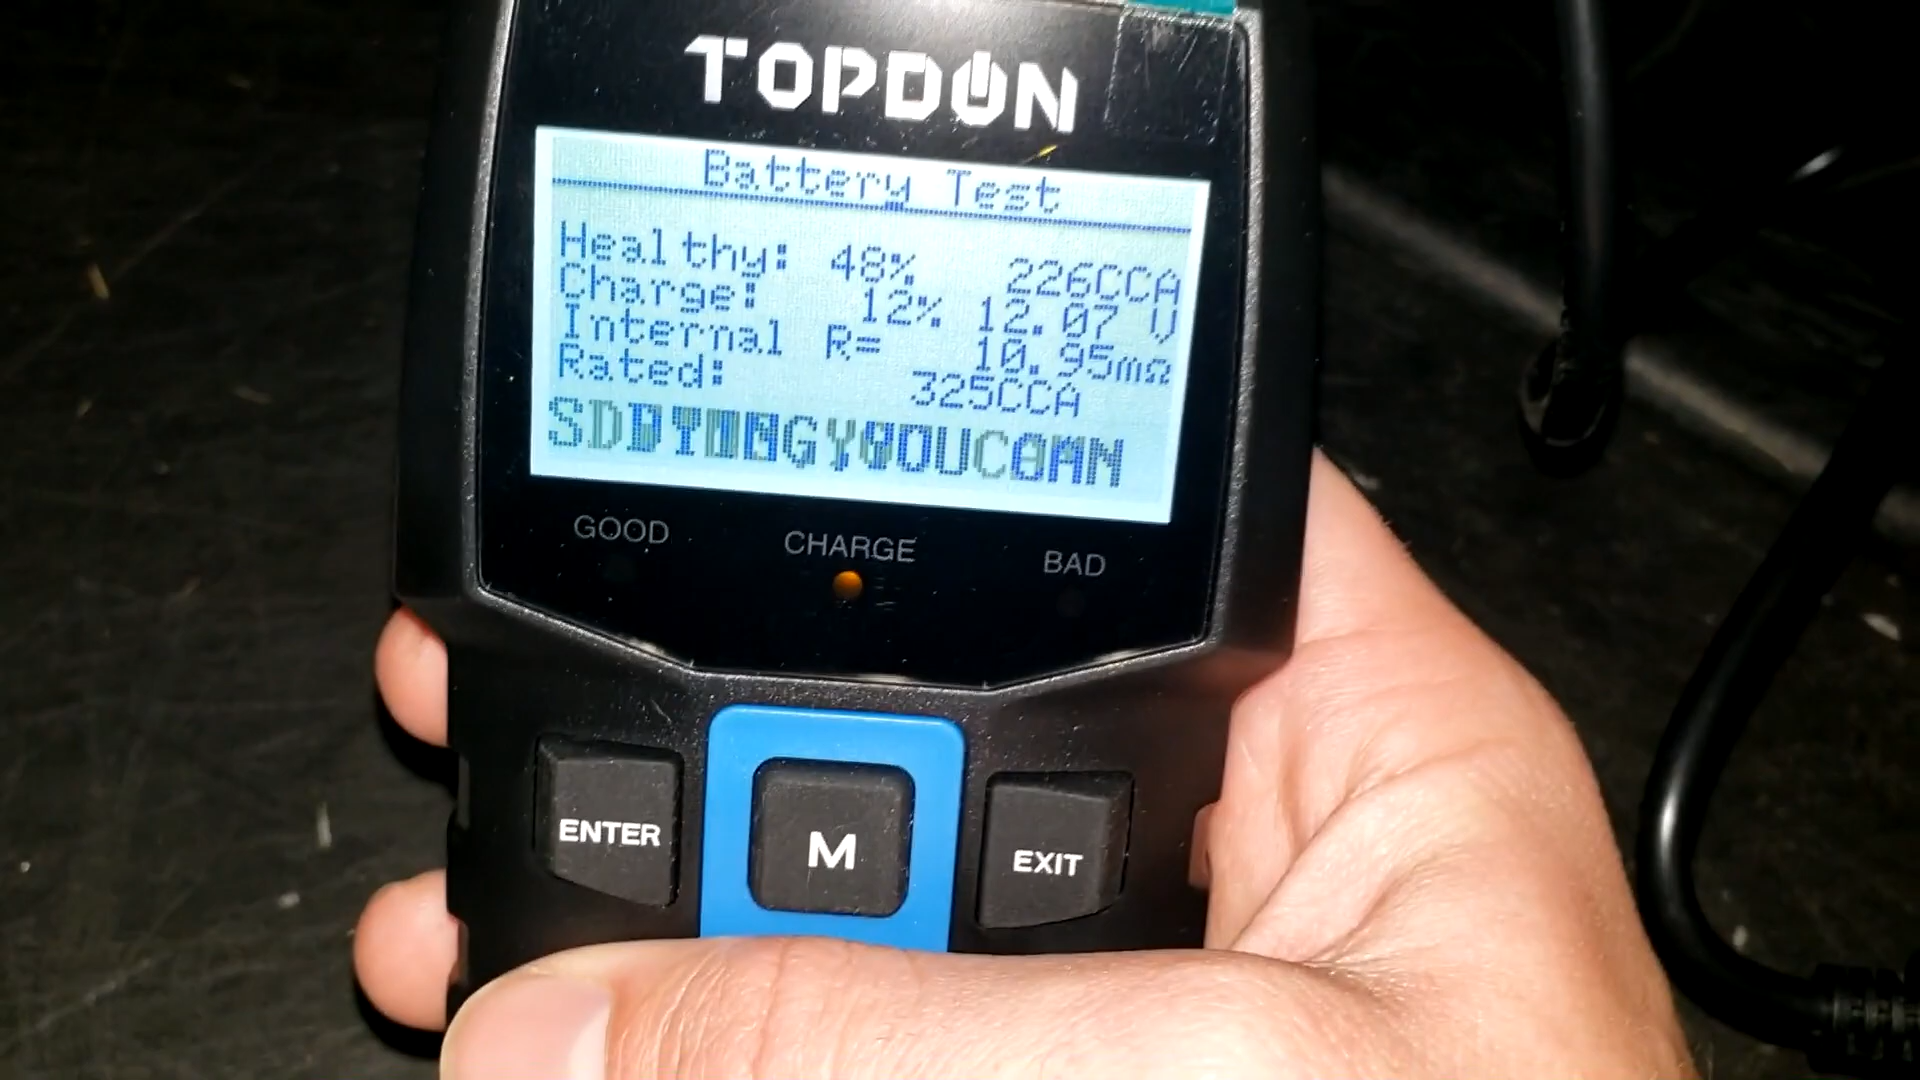 TOPDON
Battery Test
Healthy: 48% 226CCA
Charge: 12% 12.07 V
Internal R= 10.95mΩ
Rated: 325CCA
GOOD CHARGE BAD
ENTER M EXIT